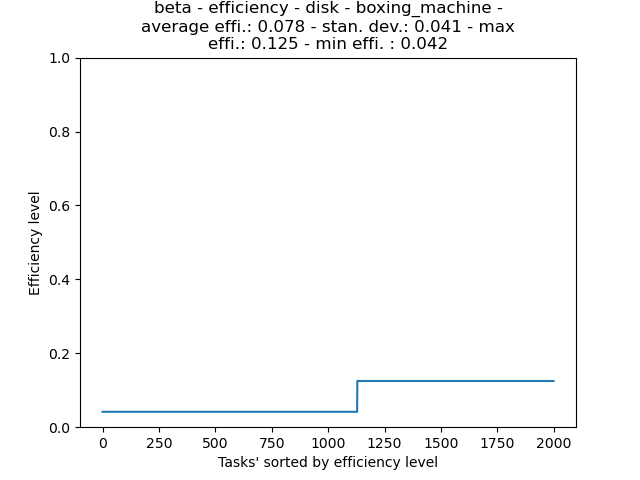 beta - efficiency - disk - boxing_machine -
average effi.: 0.078 - stan. dev.: 0.041 - max
effi.: 0.125 - min effi. : 0.042
1.0
0.8
0.6
0.4
0.2
0.0
Efficiency level
0 250 500 750 1000 1250 1500 1750 2000
Tasks' sorted by efficiency level